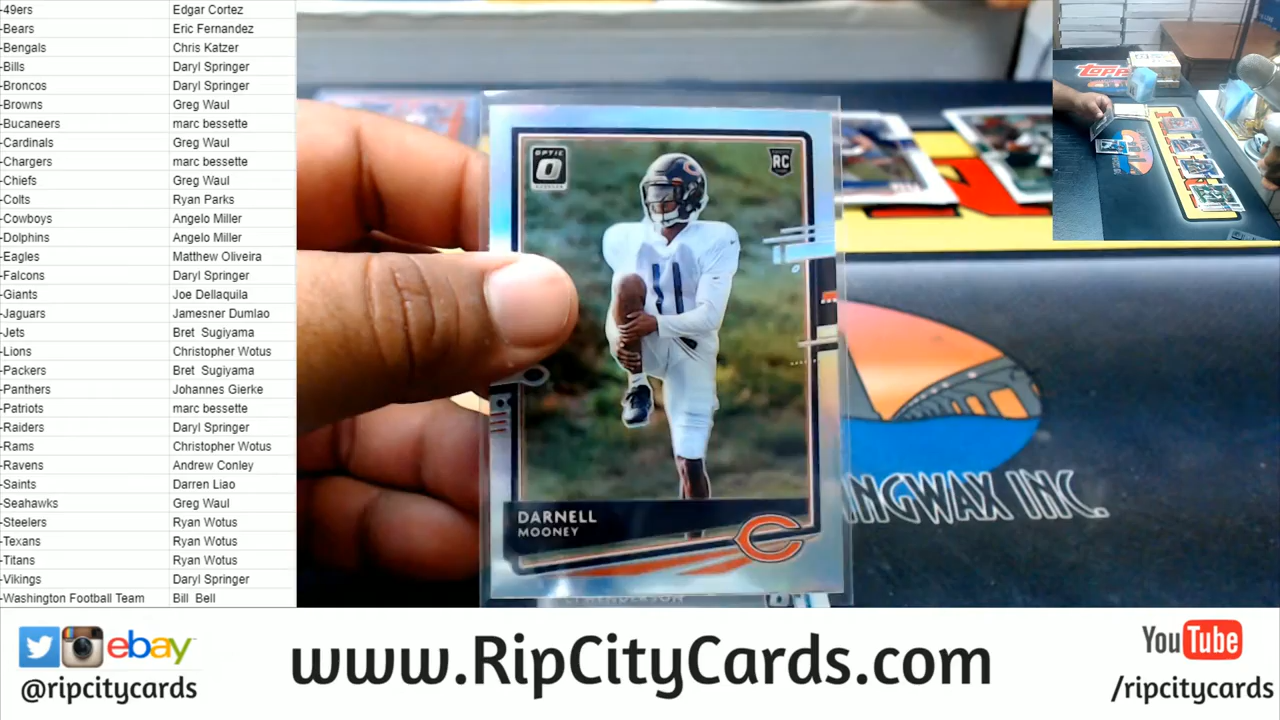 -49ers Edgar Cortez
-Bears Eric Fernandez
-Bengals Chris Katzer
-Bills Daryl Springer
-Broncos Daryl Springer
-Browns Greg Waul
-Bucaneers marc bessette
-Cardinals Greg Waul
-Chargers marc bessette
-Chiefs Greg Waul
-Colts Ryan Parks
-Cowboys Angelo Miller
-Dolphins Angelo Miller
-Eagles Matthew Oliveira
-Falcons Daryl Springer
-Giants Joe Dellaquila
-Jaguars Jamesner Dumlao
-Jets Bret Sugiyama
-Lions Christopher Wotus
-Packers Bret Sugiyama
-Panthers Johannes Gierke
-Patriots marc bessette
-Raiders Daryl Springer
-Rams Christopher Wotus
-Ravens Andrew Conley
-Saints Darren Liao
-Seahawks Greg Waul
-Steelers Ryan Wotus
-Texans Ryan Wotus
-Titans Ryan Wotus
-Vikings Daryl Springer
-Washington Football Team Bill Bell
OPTIC
RC
11
DARNELL
MOONEY
C
HENDERSON
INGWAX INC.
Topps
ebay
@ripcitycards
www.RipCityCards.com
YouTube
/ripcitycards